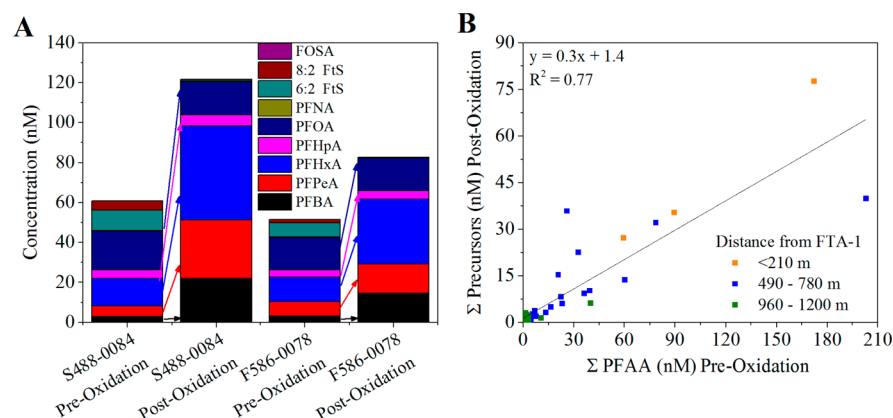 A
Concentration (nM)
140
120
100
80
60
40
20
0
FOSA
8:2 FtS
6:2 FtS
PFNA
PFOA
PFHpA
PFHxA
PFPeA
PFBA
S488-0084
Pre-Oxidation
S488-0084
Post-Oxidation
F586-0078
Pre-Oxidation
F586-0078
Post-Oxidation
B
Σ Precursors (nM) Post-Oxidation
90
75
60
45
30
15
0
y = 0.3x + 1.4
R² = 0.77
Distance from FTA-1
<210 m
490 - 780 m
960 - 1200 m
0 30 60 90 120 150 180 210
Σ PFAA (nM) Pre-Oxidation